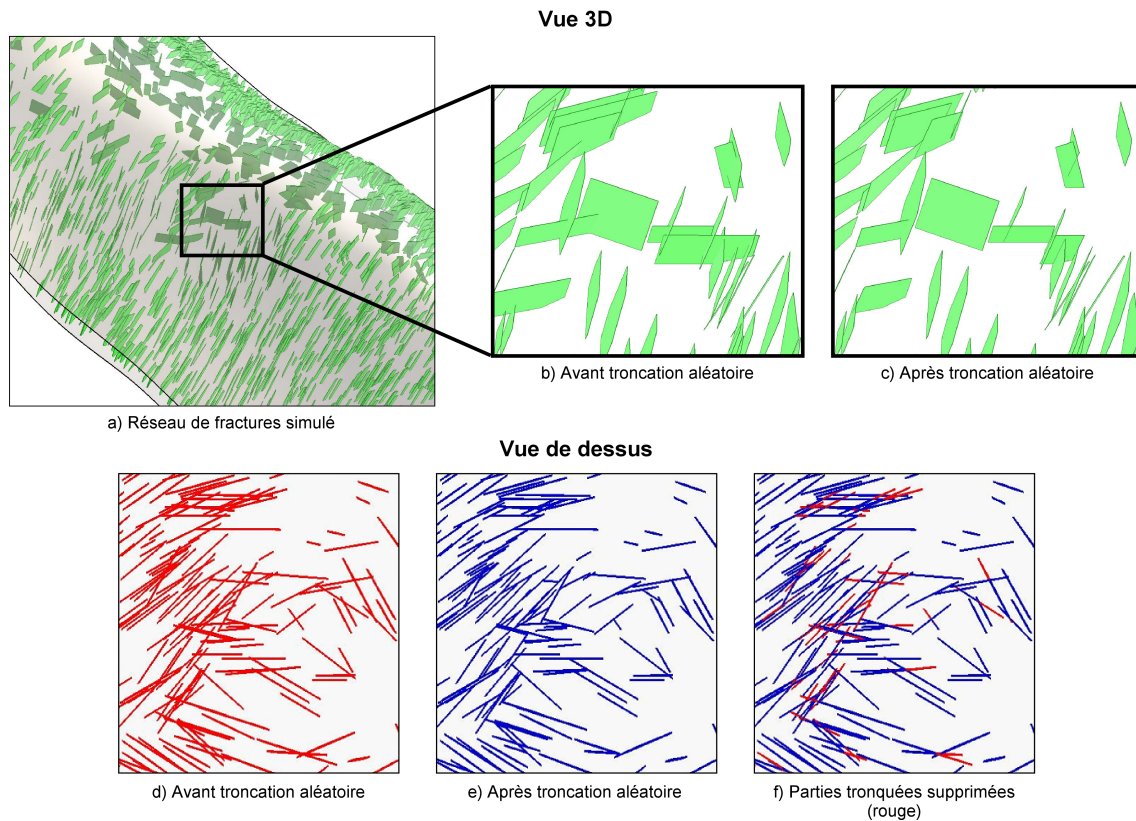 Vue 3D
b) Avant troncation aléatoire
c) Après troncation aléatoire
a) Réseau de fractures simulé
Vue de dessus
d) Avant troncation aléatoire
e) Après troncation aléatoire
f) Parties tronquées supprimées
(rouge)